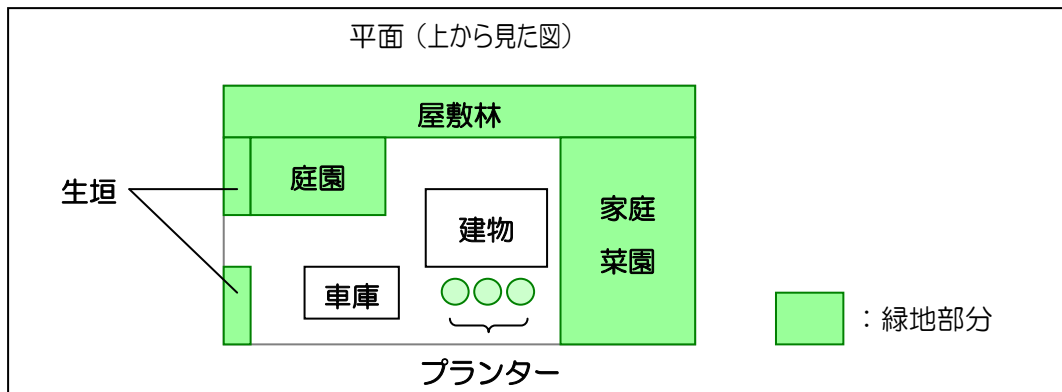 平面（上から見た図）
屋敷林
生垣
庭園
建物
家庭
菜園
車庫
：緑地部分
プランター